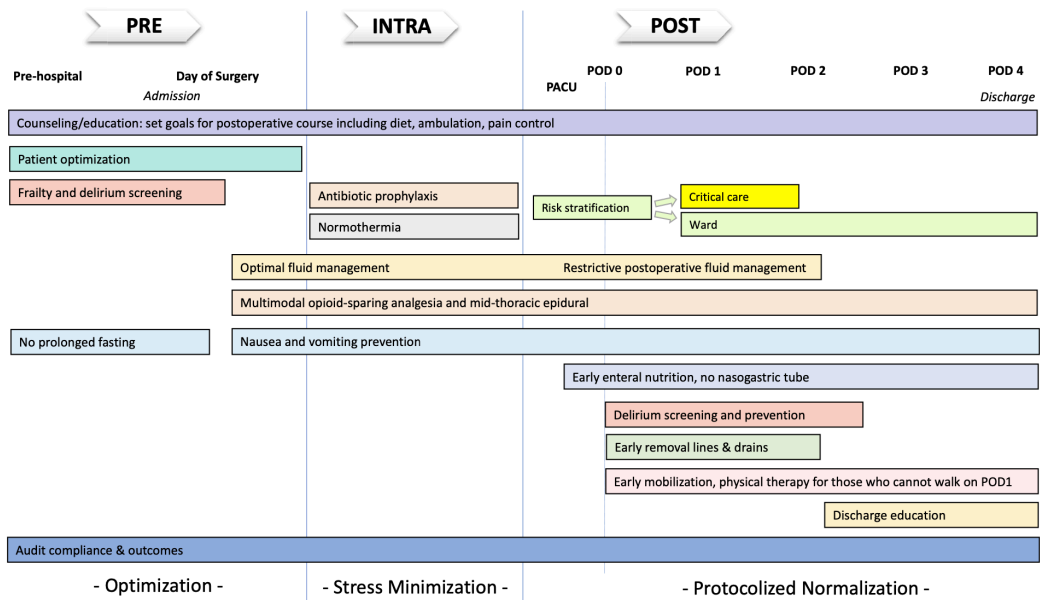 PRE
INTRA
POST
Pre-hospital
Day of Surgery
Admission
PACU
POD 0
POD 1
POD 2
POD 3
POD 4
Discharge
Counseling/education: set goals for postoperative course including diet, ambulation, pain control
Patient optimization
Frailty and delirium screening
Antibiotic prophylaxis
Normothermia
Risk stratification
Critical care
Ward
Optimal fluid management
Restrictive postoperative fluid management
Multimodal opioid-sparing analgesia and mid-thoracic epidural
No prolonged fasting
Nausea and vomiting prevention
Early enteral nutrition, no nasogastric tube
Delirium screening and prevention
Early removal lines & drains
Early mobilization, physical therapy for those who cannot walk on POD1
Discharge education
Audit compliance & outcomes
- Optimization -
- Stress Minimization -
- Protocolized Normalization -